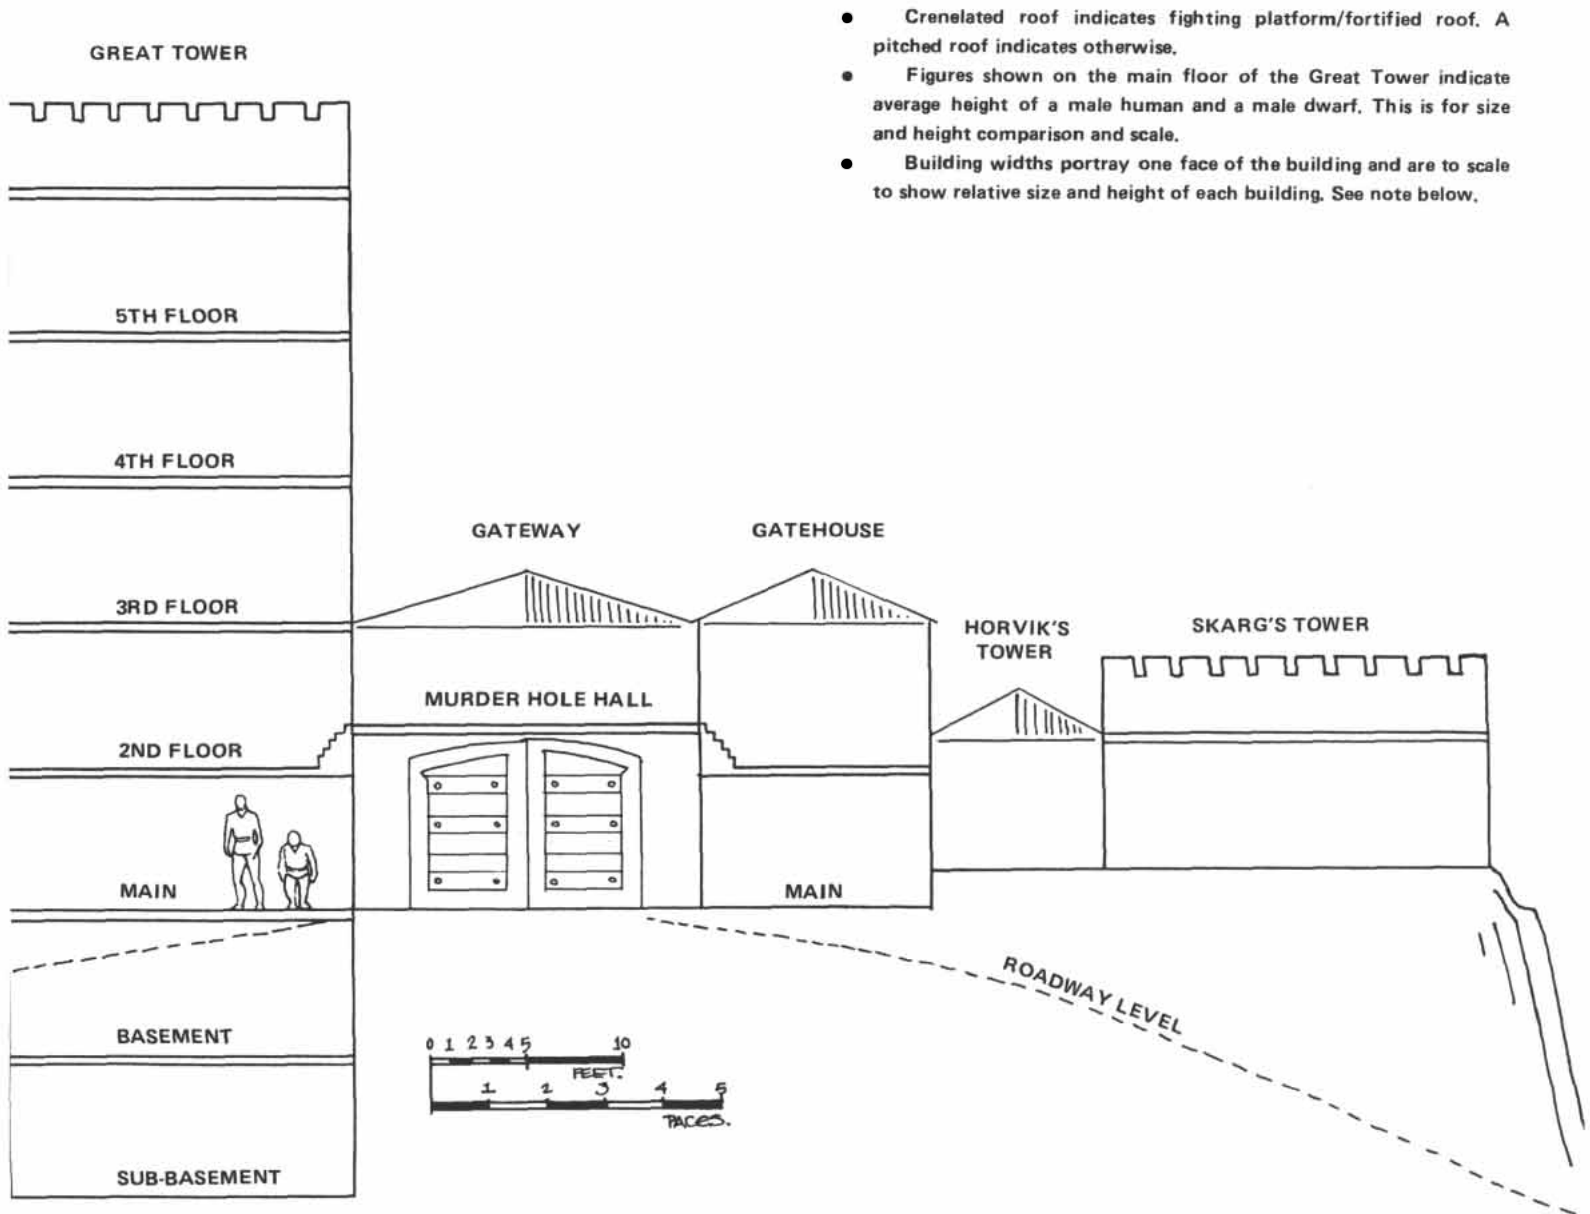 • Crenelated roof indicates fighting platform/fortified roof. A
pitched roof indicates otherwise.
• Figures shown on the main floor of the Great Tower indicate
average height of a male human and a male dwarf. This is for size
and height comparison and scale.
• Building widths portray one face of the building and are to scale
to show relative size and height of each building. See note below.
GREAT TOWER
5TH FLOOR
4TH FLOOR
3RD FLOOR
2ND FLOOR
MAIN
BASEMENT
SUB-BASEMENT
GATEWAY
MURDER HOLE HALL
GATEHOUSE
MAIN
HORVIK'S
TOWER
SKARG'S TOWER
ROADWAY LEVEL
0 1 2 3 4 5 10
FEET.
1 2 3 4 5
PACES.